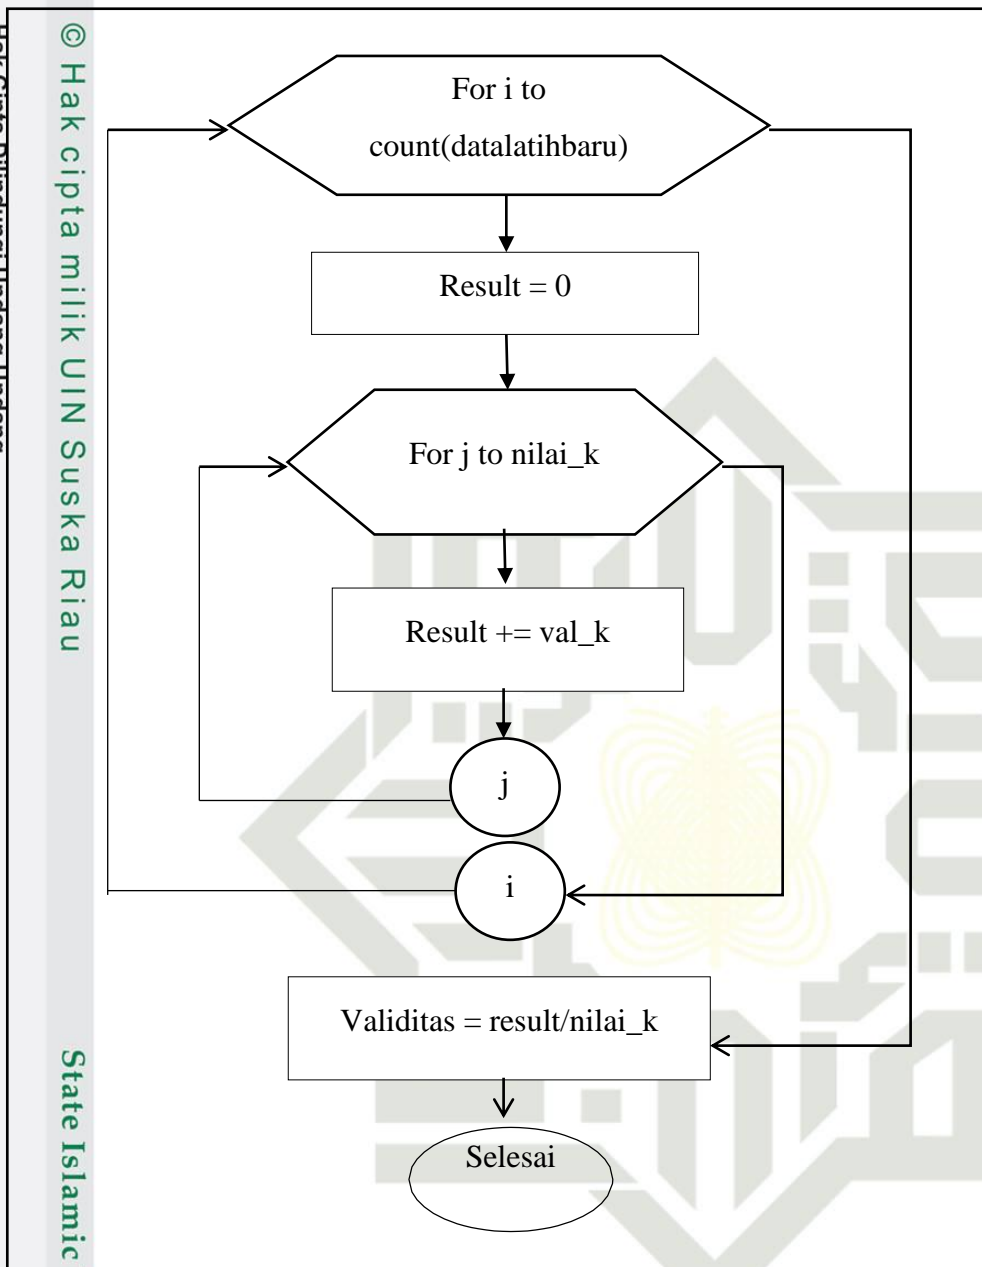 © Hak cipta milik UIN Suska Riau
State Islamic
For i to
count(datalatihbaru)
Result = 0
For j to nilai_k
Result += val_k
j
i
Validitas = result/nilai_k
Selesai